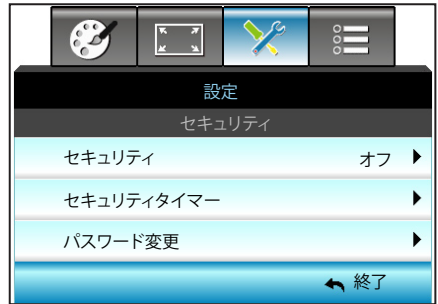 設定
セキュリティ
セキュリティ オフ
セキュリティタイマー
パスワード変更
終了